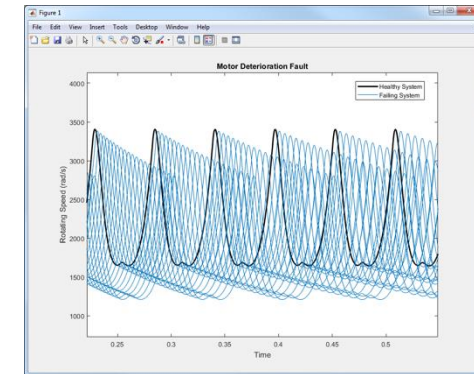 Figure 1
File Edit View Insert Tools Desktop Window Help
Motor Deterioration Fault
Healthy System
Failing System
4000
3500
3000
2500
2000
1500
1000
Rotating Speed (rad/s)
0.25 0.3 0.35 0.4 0.45 0.5
Time